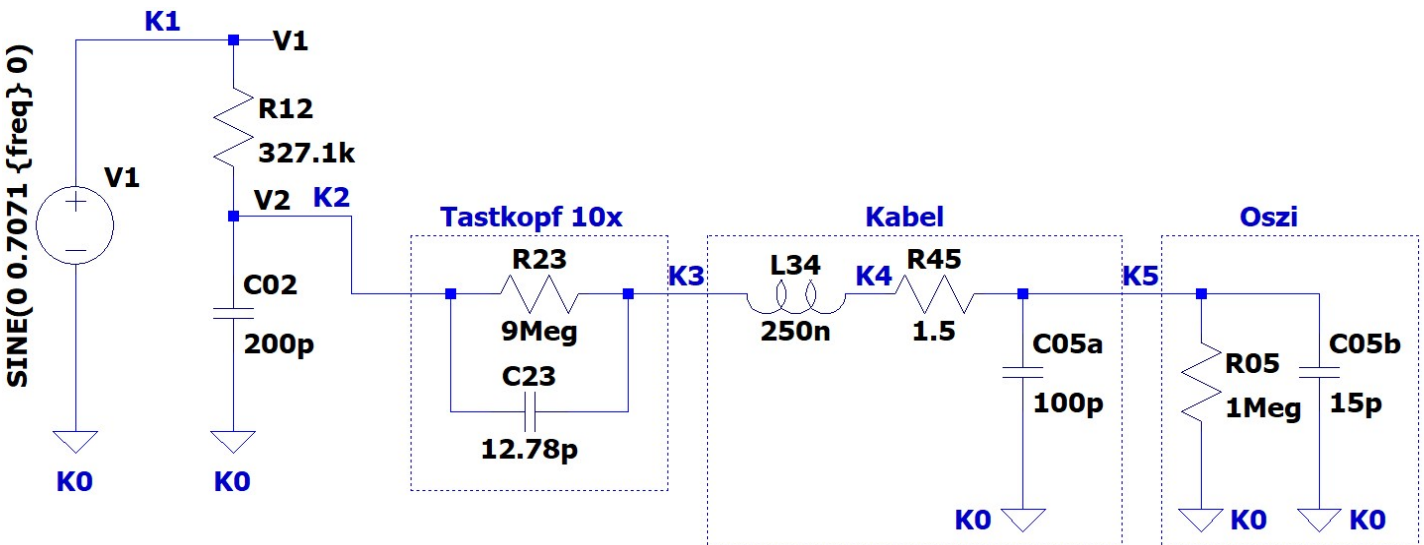 K1
V1
SINE(0 0.7071 {freq} 0)
R12
327.1k
V1
V2
K2
Tastkopf 10x
Kabel
Oszi
R23
9Meg
K3
L34
250n
K4
R45
1.5
K5
C02
200p
C23
12.78p
C05a
100p
R05
1Meg
C05b
15p
K0
K0
K0
K0
K0